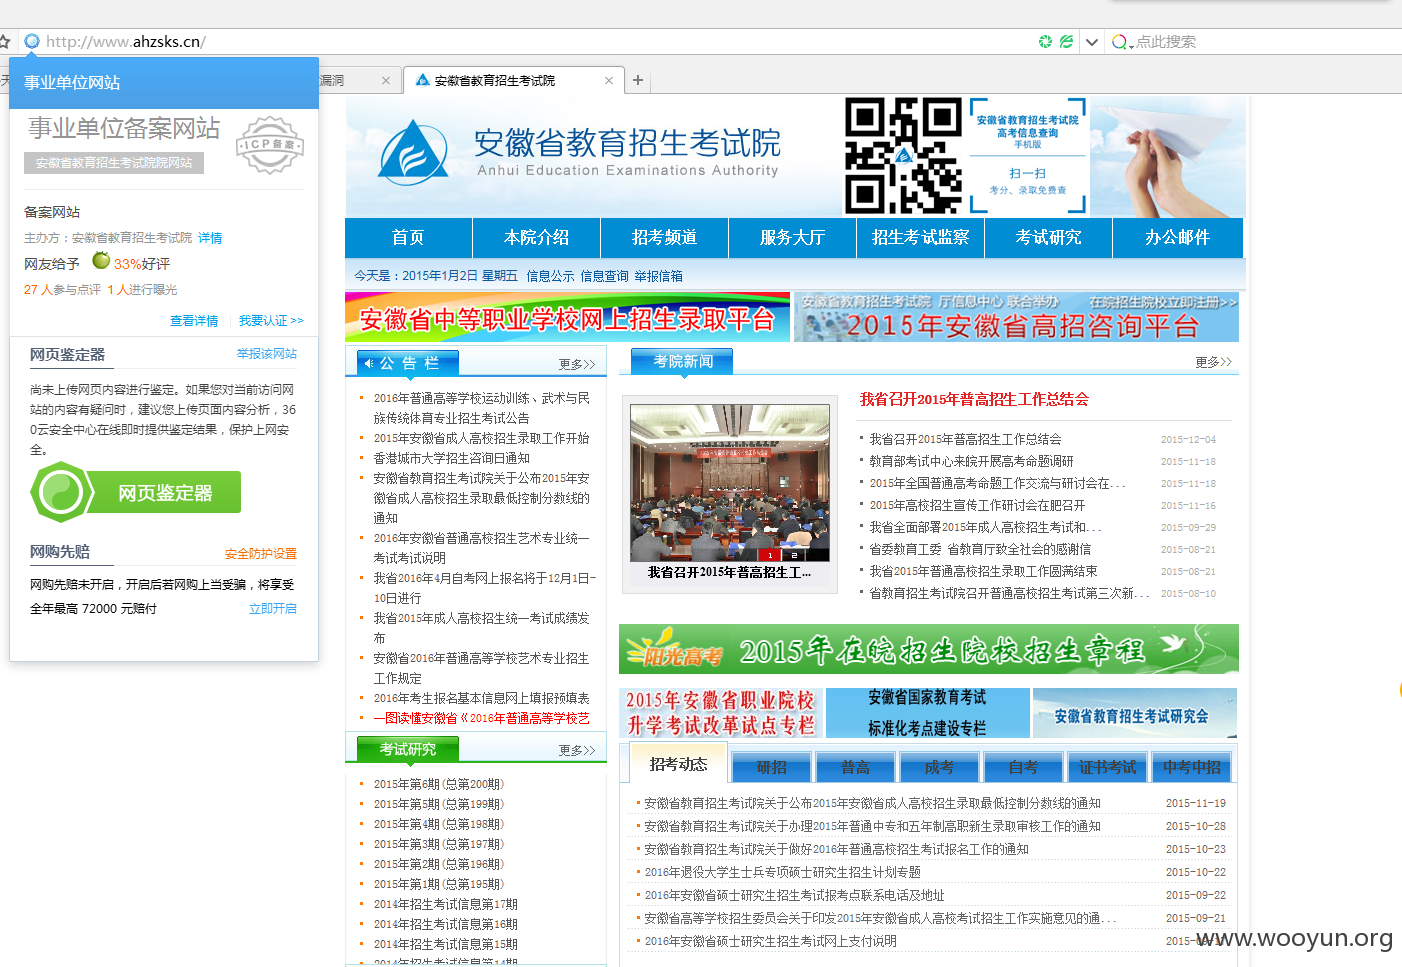 http://www.ahzsks.cn/
点此搜索
漏洞
安徽省教育招生考试院
事业单位网站
事业单位备案网站
安徽省教育招生考试院院网站
ICP备案
备案网站
主办方：安徽省教育招生考试院 详情
网友给予 33%好评
27 人参与点评 1 人进行曝光
查看详情 我要认证 >>
网页鉴定器 举报该网站
尚未上传网页内容进行鉴定。如果您对当前访问网
站的内容有疑问时，建议您上传页面内容分析，36
0云安全中心在线即时提供鉴定结果，保护上网安
全。
网页鉴定器
网购先赔 安全防护设置
网购先赔未开启，开启后若网购上当受骗，将享受
全年最高 72000 元赔付 立即开启
安徽省教育招生考试院
Anhui Education Examinations Authority
安徽省教育招生考试院
高考信息查询
手机版
扫一扫
考分、录取免费查
首页 本院介绍 招考频道 服务大厅 招生考试监察 考试研究 办公邮件
今天是：2015年1月2日 星期五 信息公示 信息查询 举报信箱
安徽省中等职业学校网上招生录取平台
安徽省教育招生考试院 厅信息中心 联合举办 在皖招生院校立即注册>>
2015年安徽省高招咨询平台
公告栏 更多>>
2016年普通高等学校运动训练、武术与民
族传统体育专业招生考试公告
2015年安徽省成人高校招生录取工作开始
香港城市大学招生咨询日通知
安徽省教育招生考试院关于公布2015年安
徽省成人高校招生录取最低控制分数线的
通知
2016年安徽省普通高校招生艺术专业统一
考试考试说明
我省2016年4月自考网上报名将于12月1日-
10日进行
我省2015年成人高校招生统一考试成绩发
布
安徽省2016年普通高等学校艺术专业招生
工作规定
2016年考生报名基本信息网上填报预填表
一图读懂安徽省《2016年普通高等学校艺
考试研究 更多>>
2015年第6期(总第200期)
2015年第5期(总第199期)
2015年第4期(总第198期)
2015年第3期(总第197期)
2015年第2期(总第196期)
2015年第1期(总第195期)
2014年招生考试信息第17期
2014年招生考试信息第16期
2014年招生考试信息第15期
2014年招生考试信息第14期
考院新闻 更多>>
1 2
我省召开2015年普高招生工...
我省召开2015年普高招生工作总结会
我省召开2015年普高招生工作总结会 2015-12-04
教育部考试中心来皖开展高考命题调研 2015-11-18
2015年全国普通高考命题工作交流与研讨会在... 2015-11-18
2015年高校招生宣传工作研讨会在肥召开 2015-11-16
我省全面部署2015年成人高校招生考试和... 2015-09-29
省委教育工委 省教育厅致全社会的感谢信 2015-08-21
我省2015年普通高校招生录取工作圆满结束 2015-08-21
省教育招生考试院召开普通高校招生考试第三次新... 2015-08-10
阳光高考 2015年在皖招生院校招生章程
2015年安徽省职业院校
升学考试改革试点专栏
安徽省国家教育考试
标准化考点建设专栏
安徽省教育招生考试研究会
招考动态 研招 普高 成考 自考 证书考试 中考中招
安徽省教育招生考试院关于公布2015年安徽省成人高校招生录取最低控制分数线的通知 2015-11-19
安徽省教育招生考试院关于办理2015年普通中专和五年制高职新生录取审核工作的通知 2015-10-28
安徽省教育招生考试院关于做好2016年普通高校招生考试报名工作的通知 2015-10-23
2016年退役大学生士兵专项硕士研究生招生计划专题 2015-10-22
2016年安徽省硕士研究生招生考试报考点联系电话及地址 2015-09-22
安徽省高等学校招生委员会关于印发2015年安徽省成人高校考试招生工作实施意见的通... 2015-09-21
2016年安徽省硕士研究生招生考试网上支付说明
www.wooyun.org